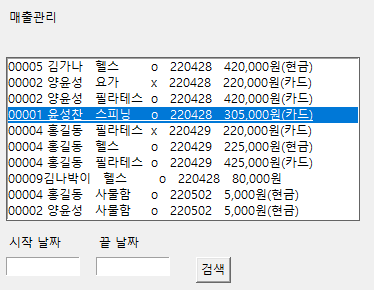 매출관리
00005 김가나 헬스 o 220428 420,000원(현금)
00002 양윤성 요가 x 220428 220,000원(카드)
00002 양윤성 필라테스 o 220428 420,000원(카드)
00001 윤성찬 스피닝 o 220428 305,000원(카드)
00004 홍길동 필라테스 x 220429 220,000원(카드)
00004 홍길동 헬스 o 220429 225,000원(현금)
00004 홍길동 필라테스 o 220429 425,000원(카드)
00009김나박이 헬스 o 220428 80,000원
00004 홍길동 사물함 o 220502 5,000원(현금)
00002 양윤성 사물함 o 220502 5,000원(현금)
시작 날짜 끝 날짜
검색